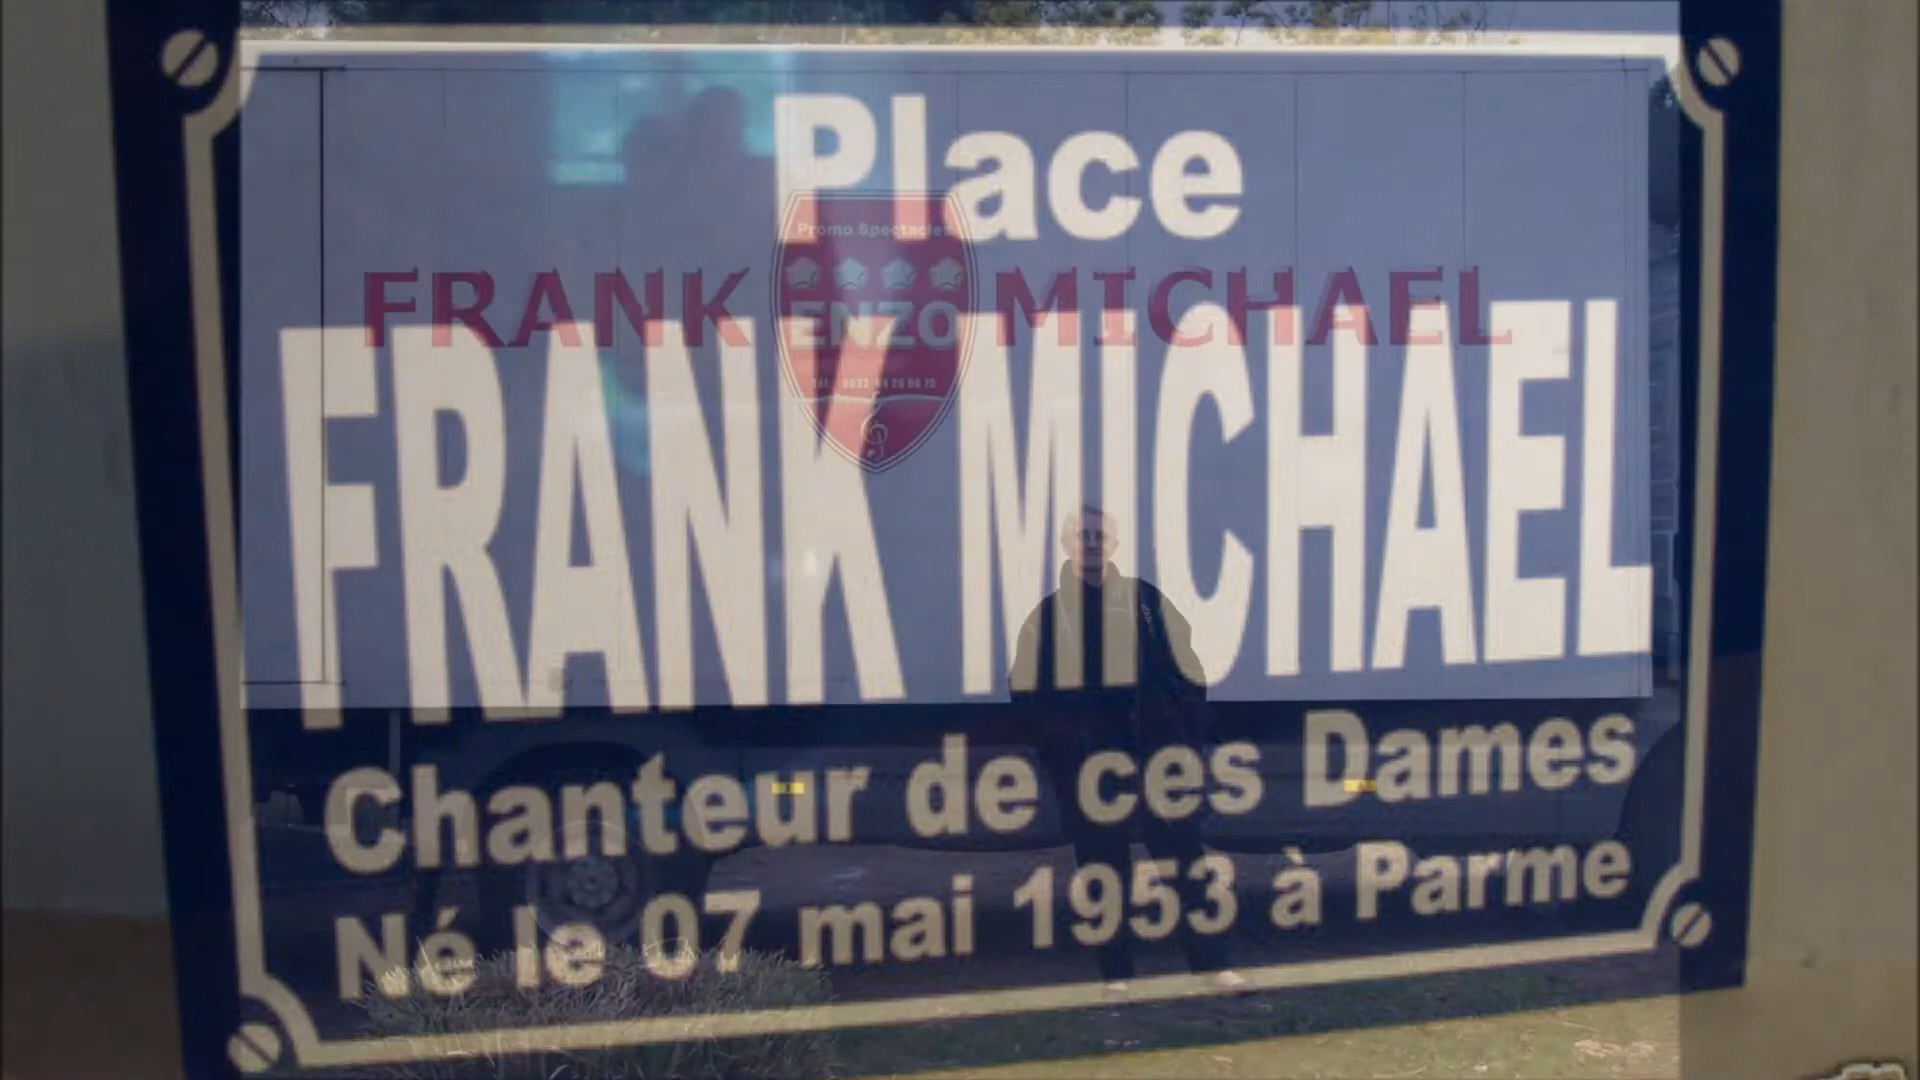 Place
Promo Spectacles
FRANK MICHAEL
ENZO
FRANK MICHAEL
Chanteur de ces Dames
Né le 07 mai 1953 à Parme